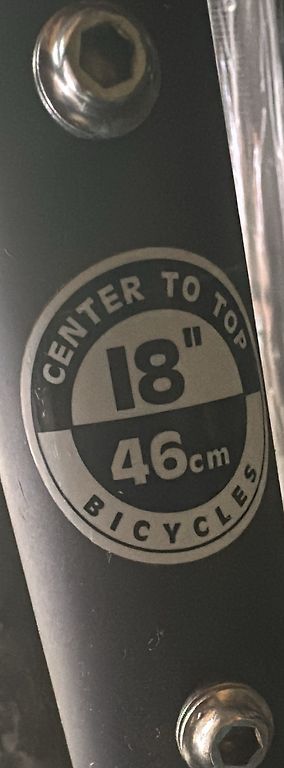 CENTER TO TOP
18"
46cm
BICYCLES